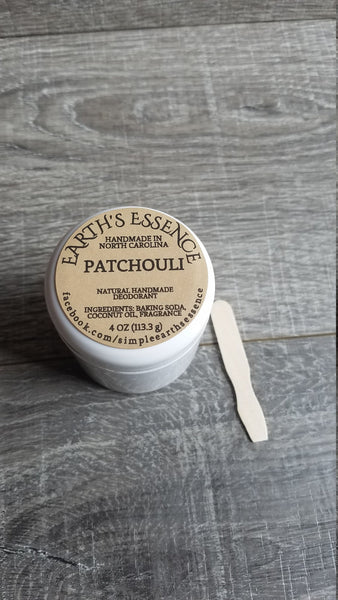 EARTH'S ESSENCE
HANDMADE IN
NORTH CAROLINA
PATCHOULI
NATURAL HANDMADE
DEODORANT
INGREDIENTS: BAKING SODA,
COCONUT OIL, FRAGRANCE
4 OZ (113.3 g)
facebook.com/simpleearthsessence